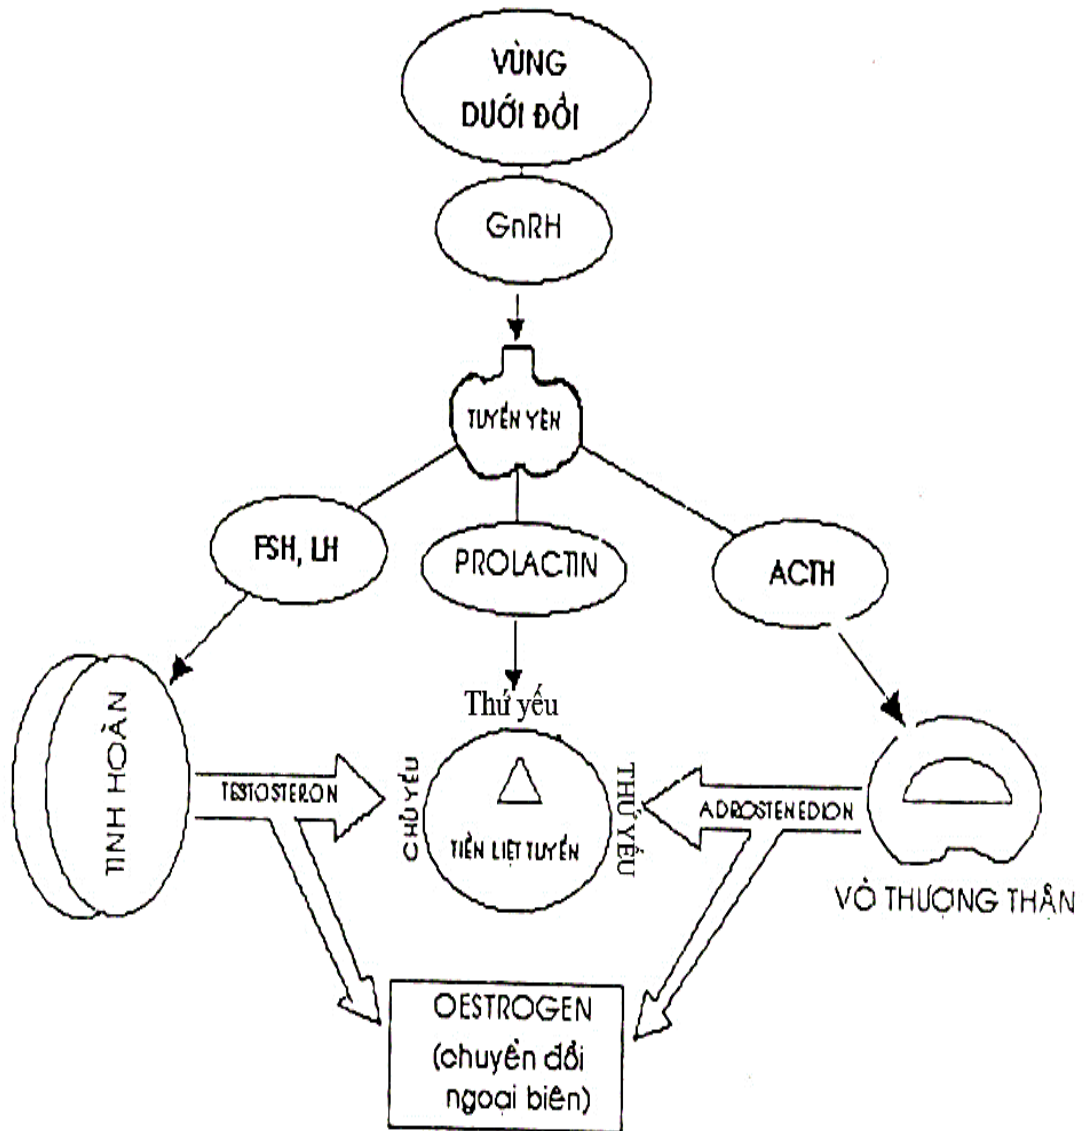 VÙNG
DƯỚI ĐỒI
GnRH
TUYẾN YÊN
FSH, LH
PROLACTIN
ACTH
Thứ yếu
TINH HOÀN
TESTOSTERON
CHỦ YẾU
TIỀN LIỆT TUYẾN
THỨ YẾU
ADROSTENEDION
VỎ THƯỢNG THẬN
OESTROGEN
(chuyển đổi
ngoại biên)